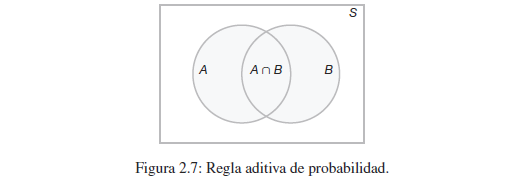 S
A A ∩ B B
Figura 2.7: Regla aditiva de probabilidad.